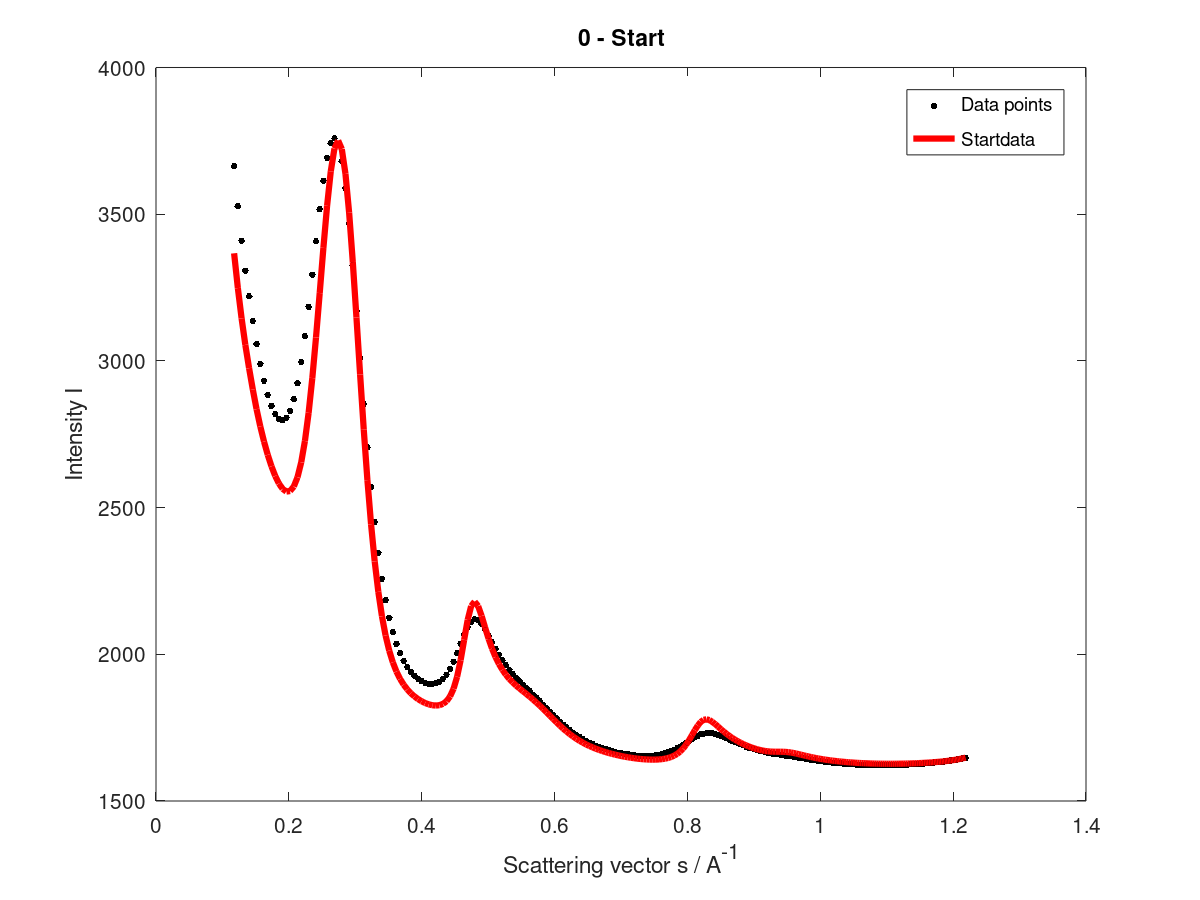 0 - Start
Data points
Startdata
4000
3500
3000
2500
2000
1500
Intensity I
0 0.2 0.4 0.6 0.8 1 1.2 1.4
Scattering vector s / A^-1